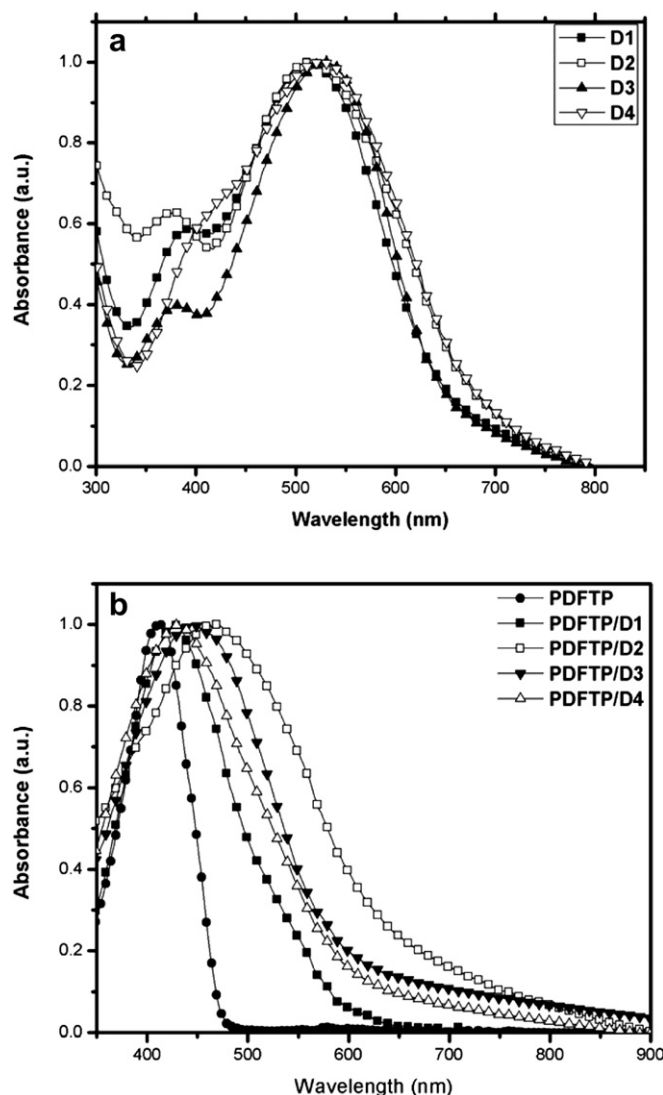 a
D1
D2
D3
D4
Absorbance (a.u.)
1.0
0.8
0.6
0.4
0.2
0.0
300 400 500 600 700 800
Wavelength (nm)
b
PDFTP
PDFTP/D1
PDFTP/D2
PDFTP/D3
PDFTP/D4
Absorbance (a.u.)
1.0
0.8
0.6
0.4
0.2
0.0
400 500 600 700 800 900
Wavelength (nm)